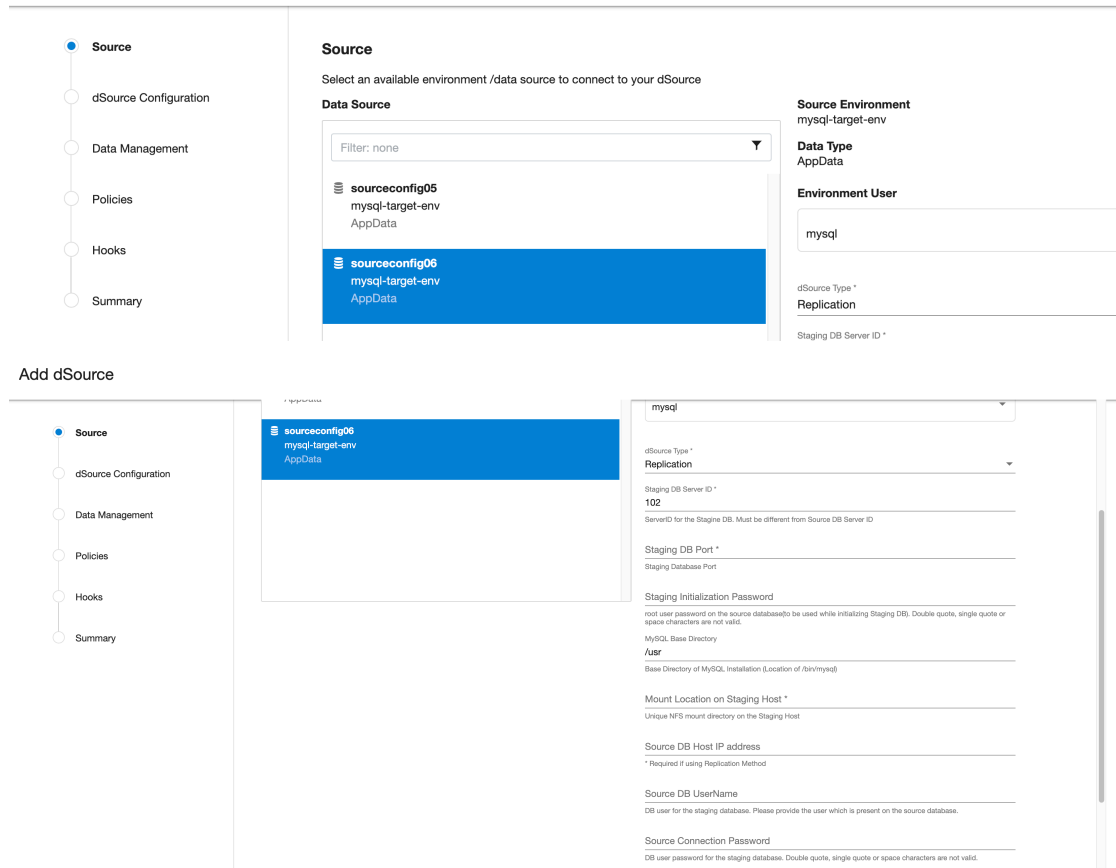 Source
dSource Configuration
Data Management
Policies
Hooks
Summary
Source
Select an available environment /data source to connect to your dSource
Data Source
Filter: none
sourceconfig05
mysql-target-env
AppData
sourceconfig06
mysql-target-env
AppData
Source Environment
mysql-target-env
Data Type
AppData
Environment User
mysql
dSource Type *
Replication
Staging DB Server ID *
Add dSource
Source
dSource Configuration
Data Management
Policies
Hooks
Summary
AppData
sourceconfig06
mysql-target-env
AppData
mysql
dSource Type *
Replication
Staging DB Server ID *
102
ServerID for the Stagine DB. Must be different from Source DB Server ID
Staging DB Port *
Staging Database Port
Staging Initialization Password
root user password on the source database(to be used while initializing Staging DB). Double quote, single quote or
space characters are not valid.
MySQL Base Directory
/usr
Base Directory of MySQL Installation (Location of /bin/mysql)
Mount Location on Staging Host *
Unique NFS mount directory on the Staging Host
Source DB Host IP address
* Required if using Replication Method
Source DB UserName
DB user for the staging database. Please provide the user which is present on the source database.
Source Connection Password
DB user password for the staging database. Double quote, single quote or space characters are not valid.